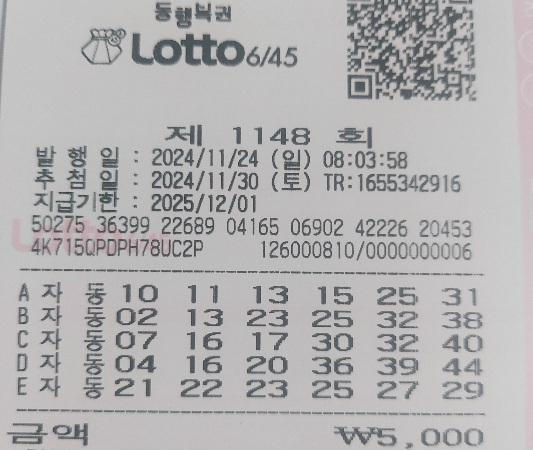 동행복권
Lotto 6/45
제 1148 회
발 행 일 : 2024/11/24 (일) 08:03:58
추 첨 일 : 2024/11/30 (토) TR:1655342916
지급기한 : 2025/12/01
50275 36399 22689 04165 06902 42226 20453
4K715QPDPH78UC2P 126000810/0000000006
A 자 동 10 11 13 15 25 31
B 자 동 02 13 23 25 32 38
C 자 동 07 16 17 30 32 40
D 자 동 04 16 20 36 39 44
E 자 동 21 22 23 25 27 29
금액 ₩5,000